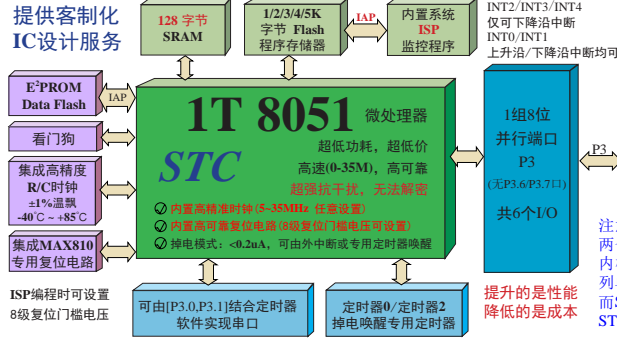 提供客制化
IC设计服务
128 字节
SRAM
1/2/3/4/5K
字节 Flash
程序存储器
IAP
内置系统
ISP
监控程序
INT2/INT3/INT4
仅可下降沿中断
INT0/INT1
上升沿/下降沿中断均可
E²PROM
Data Flash
IAP
看门狗
集成高精度
R/C时钟
±1%温飘
-40℃～+85℃
集成MAX810
专用复位电路
ISP编程时可设置
8级复位门槛电压
1T 8051 微处理器
STC
超低功耗，超低价
高速(0-35M)，高可靠
超强抗干扰，无法解密
内置高精准时钟(5~35MHz 任意设置)
内置高可靠复位电路(8级复位门槛电压可设置)
掉电模式：<0.2uA，可由外中断或专用定时器唤醒
可由[P3.0,P3.1]结合定时器
软件实现串口
定时器0/定时器2
掉电唤醒专用定时器
1组8位
并行端口
P3
(无P3.6/P3.7口)
共6个I/O
P3
提升的是性能
降低的是成本
两
内
列
而S
ST